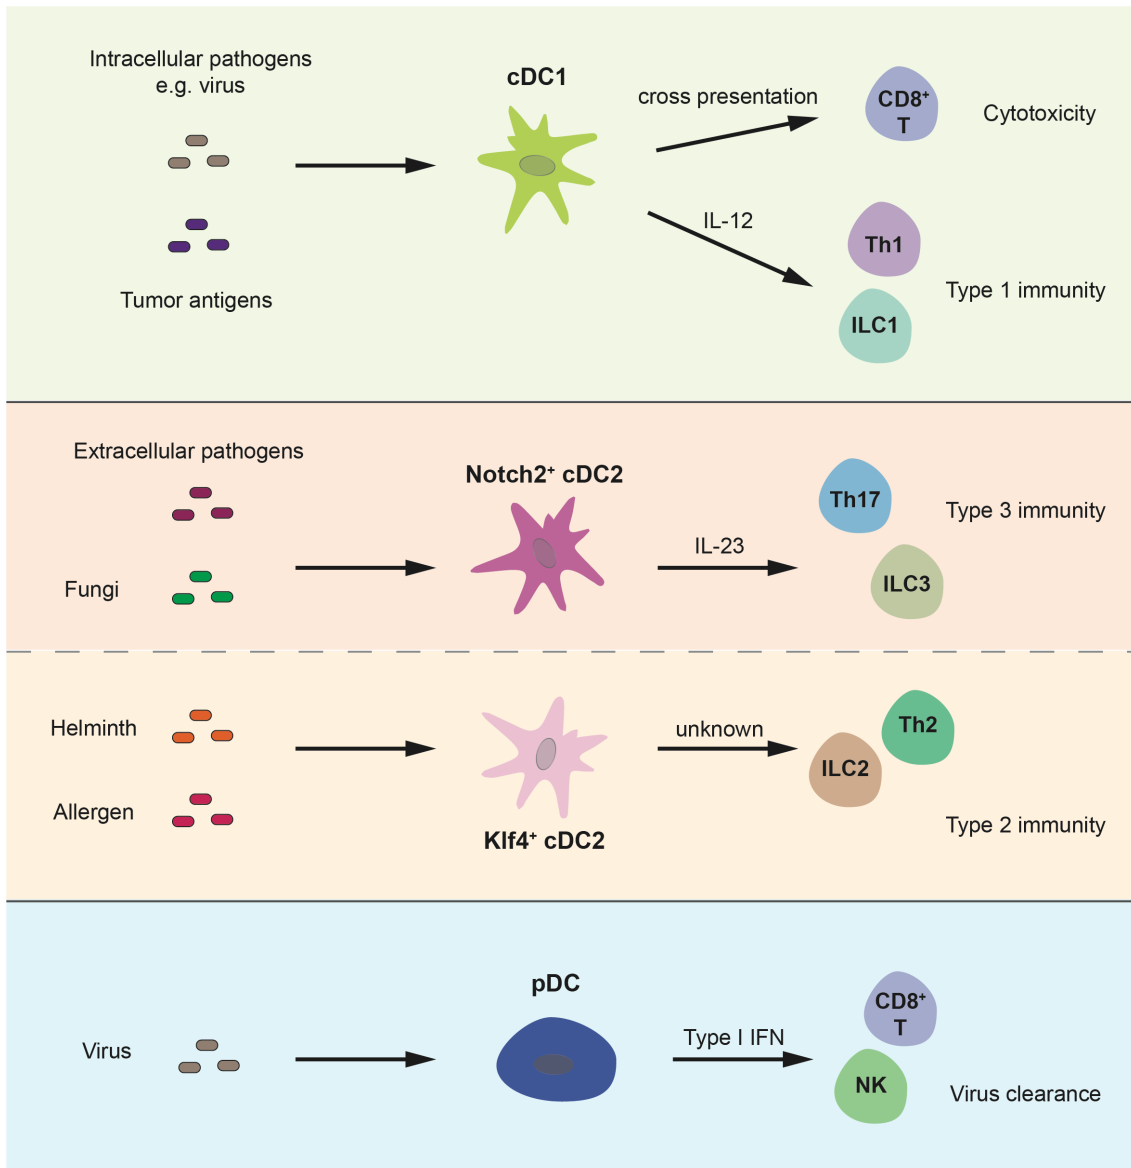 Intracellular pathogens
e.g. virus
Tumor antigens
cDC1
cross presentation
IL-12
CD8⁺
T
Cytotoxicity
Th1
ILC1
Type 1 immunity
Extracellular pathogens
Fungi
Notch2⁺ cDC2
IL-23
Th17
ILC3
Type 3 immunity
Helminth
Allergen
Klf4⁺ cDC2
unknown
Th2
ILC2
Type 2 immunity
Virus
pDC
Type I IFN
CD8⁺
T
NK
Virus clearance